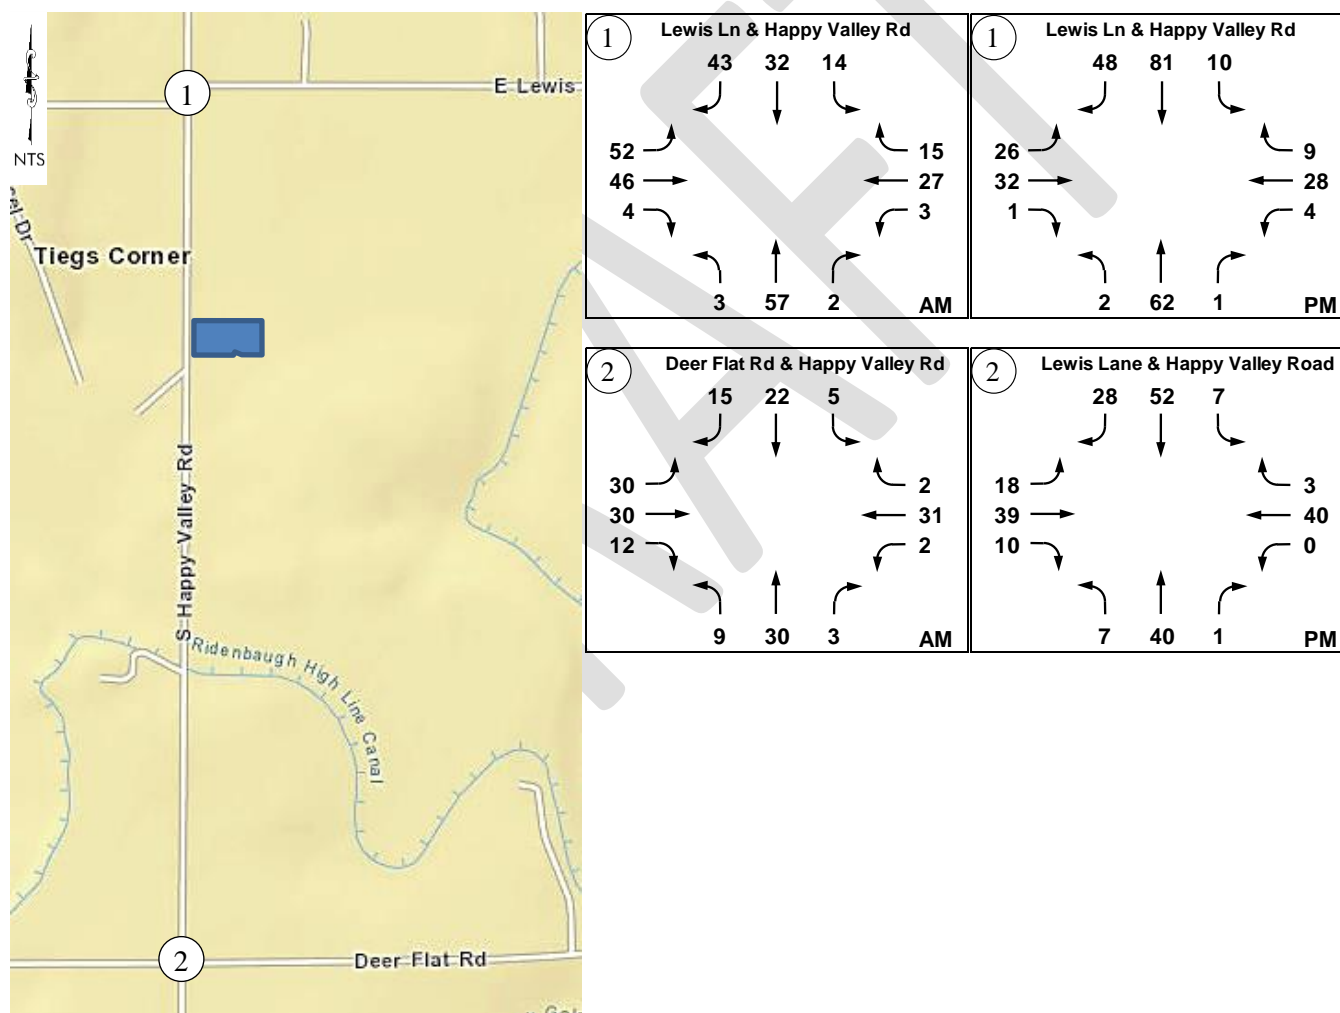 NTS
1
E Lewis
Tiegs Corner
S Happy Valley Rd
Ridenbaugh High Line Canal
2
Deer Flat Rd
1
Lewis Ln & Happy Valley Rd
43 32 14
52 15
46 27
4 3
3 57 2
AM
1
Lewis Ln & Happy Valley Rd
48 81 10
26 9
32 28
1 4
2 62 1
PM
2
Deer Flat Rd & Happy Valley Rd
15 22 5
30 2
30 31
12 2
9 30 3
AM
2
Lewis Lane & Happy Valley Road
28 52 7
18 3
39 40
10 0
7 40 1
PM